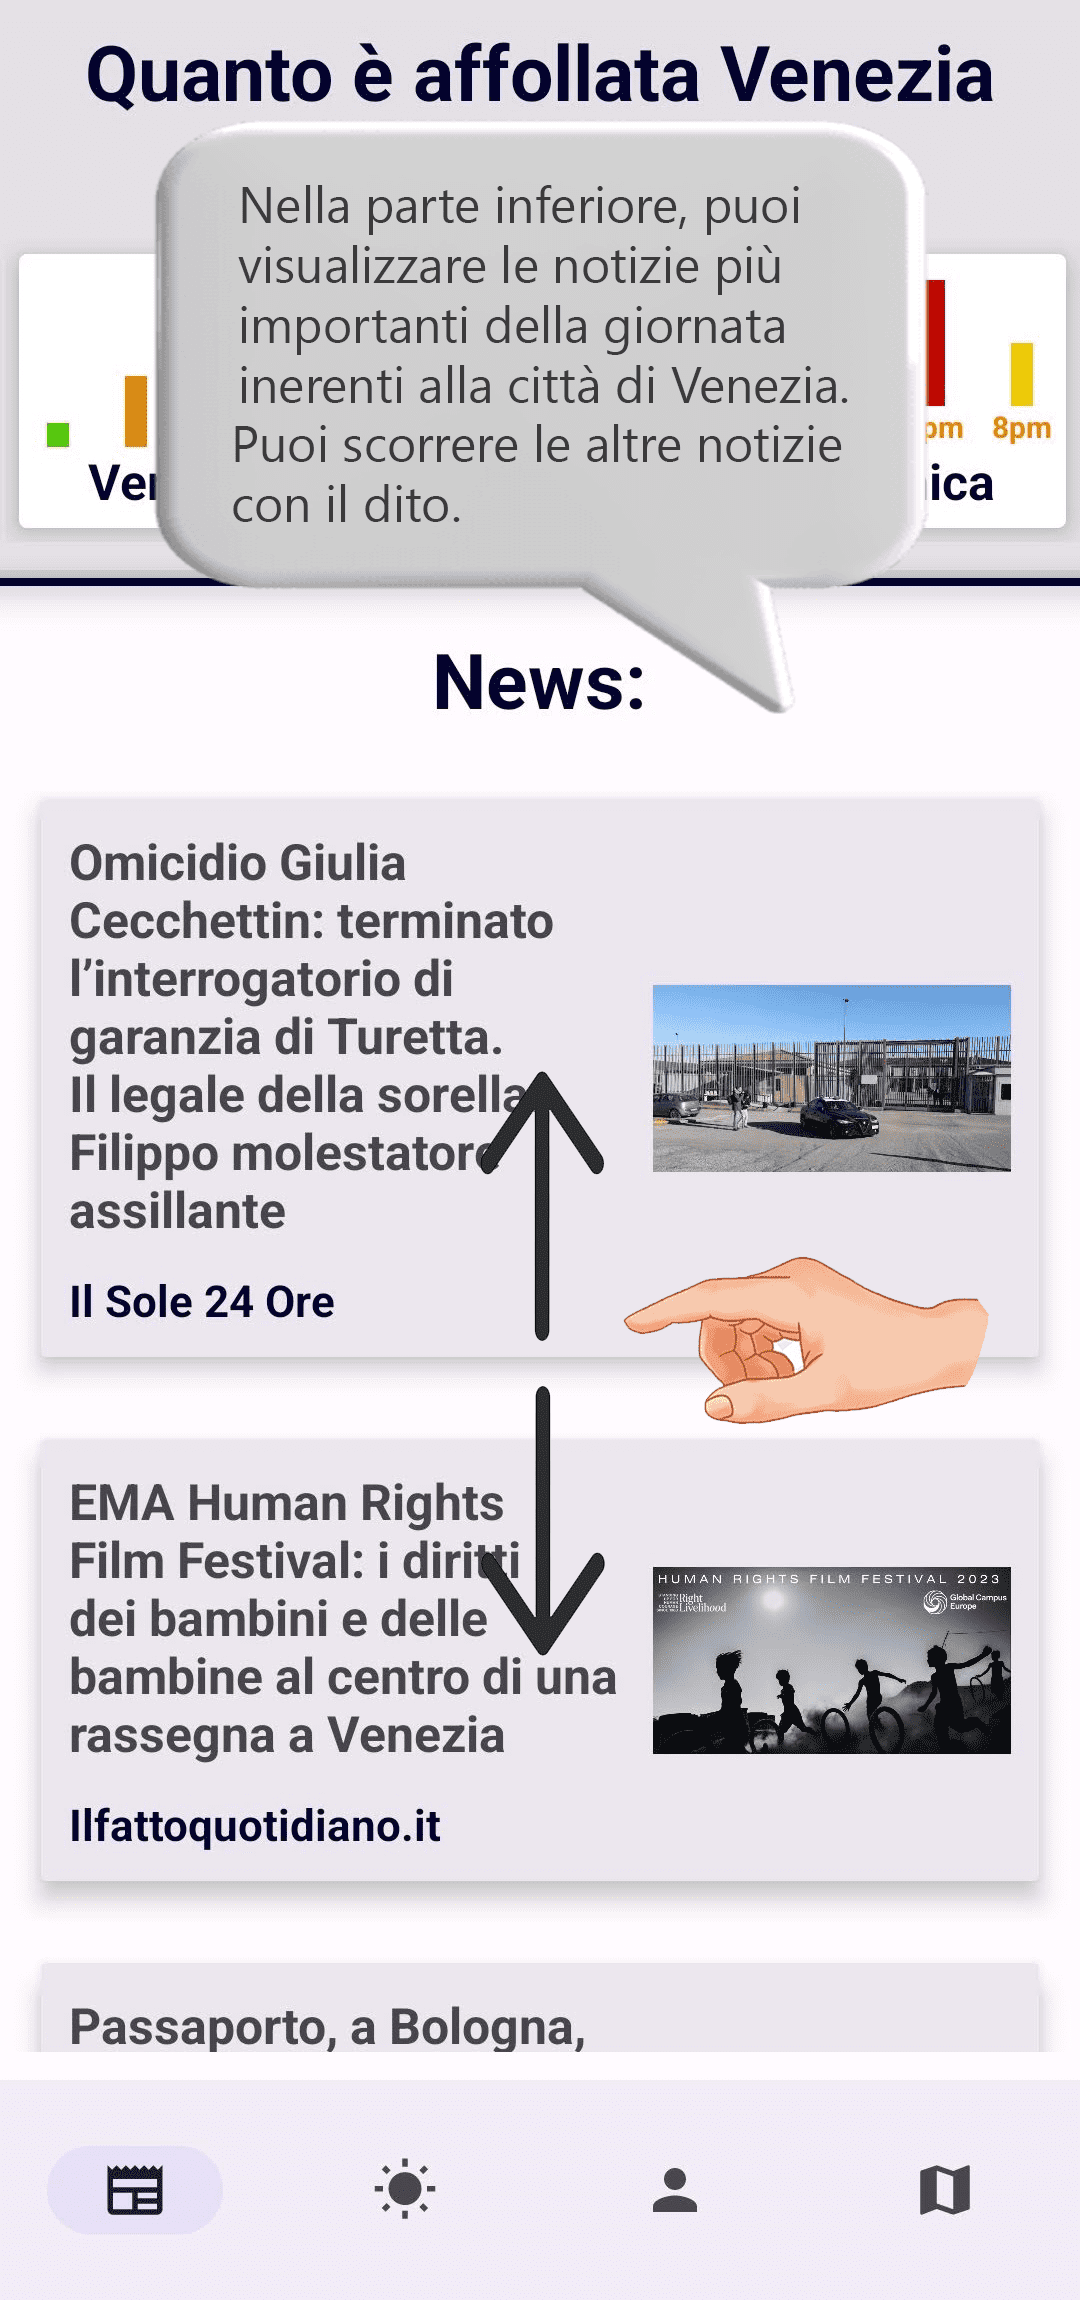 Quanto è affollata Venezia
Nella parte inferiore, puoi
visualizzare le notizie più
importanti della giornata
inerenti alla città di Venezia.
Puoi scorrere le altre notizie
con il dito.
pm 8pm
Ver ica
News:
Omicidio Giulia
Cecchettin: terminato
l’interrogatorio di
garanzia di Turetta.
Il legale della sorella
Filippo molestatore
assillante
Il Sole 24 Ore
EMA Human Rights
Film Festival: i diritti
dei bambini e delle
bambine al centro di una
rassegna a Venezia
Ilfattoquotidiano.it
HUMAN RIGHTS FILM FESTIVAL 2023
Right
Livelihood
Global Campus
Europe
Passaporto, a Bologna,